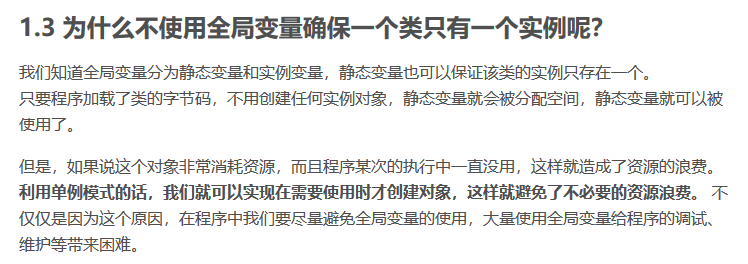 1.3 为什么不使用全局变量确保一个类只有一个实例呢？
我们知道全局变量分为静态变量和实例变量，静态变量也可以保证该类的实例只存在一个。
只要程序加载了类的字节码，不用创建任何实例对象，静态变量就会被分配空间，静态变量就可以被
使用了。
但是，如果说这个对象非常消耗资源，而且程序某次的执行中一直没用，这样就造成了资源的浪费。
利用单例模式的话，我们就可以实现在需要使用时才创建对象，这样就避免了不必要的资源浪费。 不
仅仅是因为这个原因，在程序中我们要尽量避免全局变量的使用，大量使用全局变量给程序的调试、
维护等带来困难。